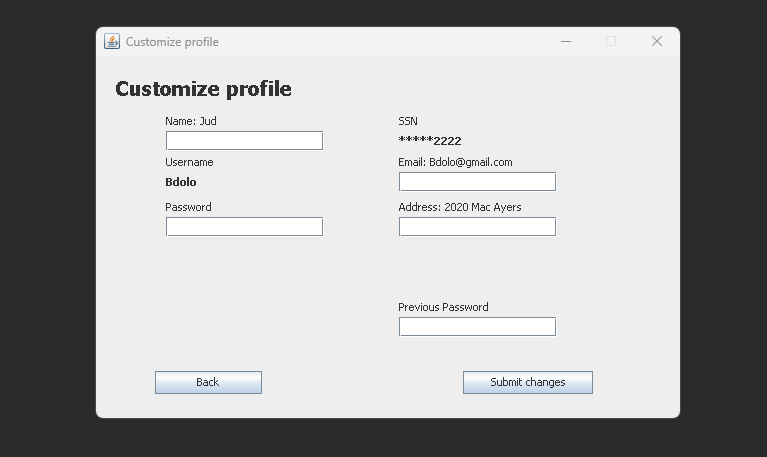 Customize profile
Customize profile
Name: Jud
SSN
*****2222
Username
Email: Bdolo@gmail.com
Bdolo
Password
Address: 2020 Mac Ayers
Previous Password
Back
Submit changes